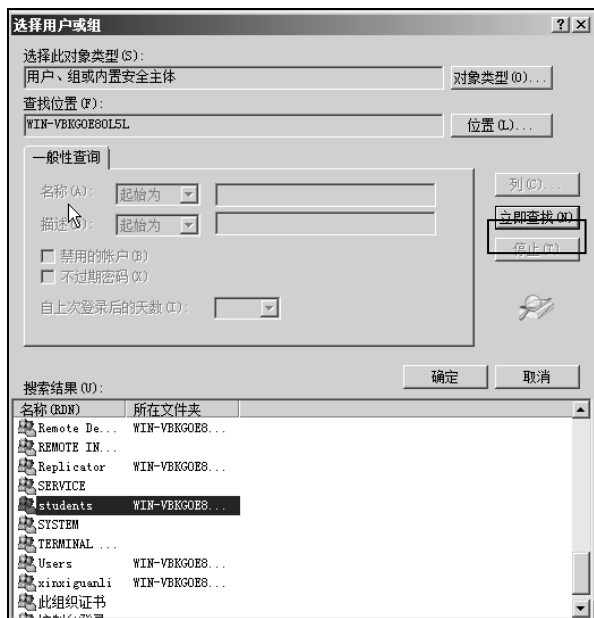 选择用户或组
选择此对象类型(S):
用户、组或内置安全主体
对象类型(O)...
查找位置(F):
WIN-VBKGOE8OL5L
位置(L)...
一般性查询
名称(A): 起始为
描述 起始为
禁用的帐户(B)
不过期密码(X)
自上次登录后的天数(I):
列(C)...
立即查找(N)
停止(T)
确定 取消
搜索结果(U):
名称(RDN) 所在文件夹
Remote De... WIN-VBKGOE8...
REMOTE IN...
Replicator WIN-VBKGOE8...
SERVICE
students WIN-VBKGOE8...
SYSTEM
TERMINAL ...
Users WIN-VBKGOE8...
xinxiguanli WIN-VBKGOE8...
此组织证书